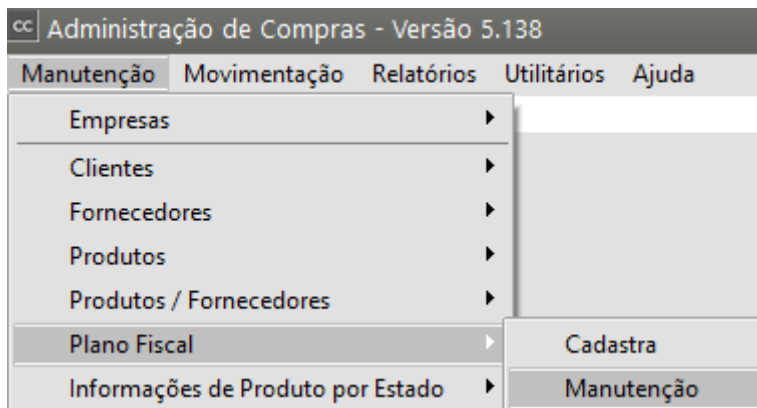 cc Administração de Compras - Versão 5.138
Manutenção Movimentação Relatórios Utilitários Ajuda
Empresas
Clientes
Fornecedores
Produtos
Produtos / Fornecedores
Plano Fiscal
Cadastra
Informações de Produto por Estado
Manutenção